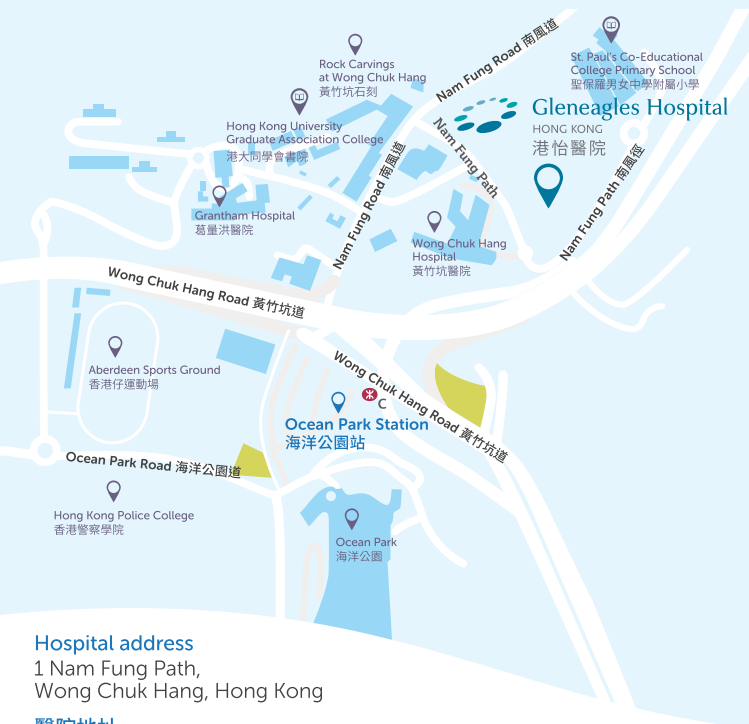 Rock Carvings
at Wong Chuk Hang
黃竹坑石刻
Nam Fung Road 南風道
St. Paul's Co-Educational
College Primary School
聖保羅男女中學附屬小學
Gleneagles Hospital
HONG KONG
港怡醫院
Hong Kong University
Graduate Association College
港大同學會書院
Nam Fung Path
Nam Fung Road 南風道
Nam Fung Path 南風徑
Grantham Hospital
葛量洪醫院
Wong Chuk Hang
Hospital
黃竹坑醫院
Wong Chuk Hang Road 黃竹坑道
Aberdeen Sports Ground
香港仔運動場
Wong Chuk Hang Road 黃竹坑道
C
Ocean Park Station
海洋公園站
Ocean Park Road 海洋公園道
Hong Kong Police College
香港警察學院
Ocean Park
海洋公園
Hospital address
1 Nam Fung Path,
Wong Chuk Hang, Hong Kong
醫院地址